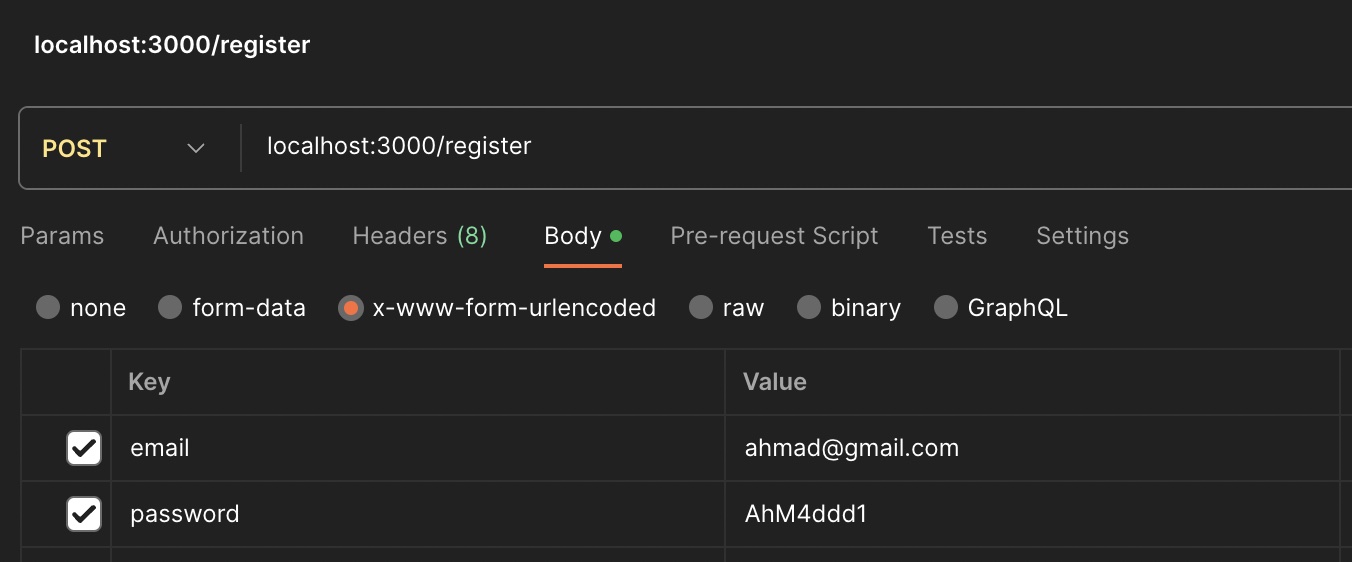 localhost:3000/register
POST localhost:3000/register
Params Authorization Headers (8) Body Pre-request Script Tests Settings
none form-data x-www-form-urlencoded raw binary GraphQL
Key Value
email ahmad@gmail.com
password AhM4ddd1